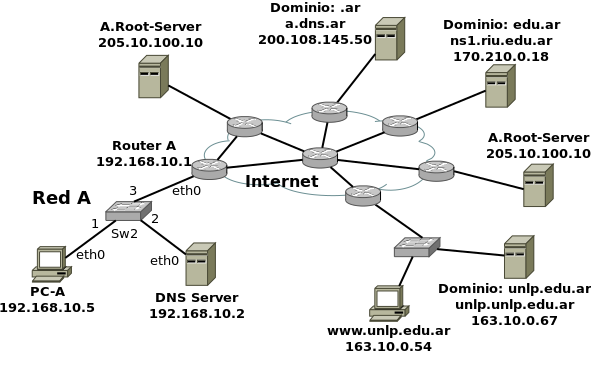 Dominio: .ar
a.dns.ar
200.108.145.50
A.Root-Server
205.10.100.10
Dominio: edu.ar
ns1.riu.edu.ar
170.210.0.18
Router A
192.168.10.1
A.Root-Server
205.10.100.10
Internet
Red A
3
eth0
1
2
Sw2
eth0
eth0
PC-A
192.168.10.5
DNS Server
192.168.10.2
Dominio: unlp.edu.ar
unlp.unlp.edu.ar
163.10.0.67
www.unlp.edu.ar
163.10.0.54